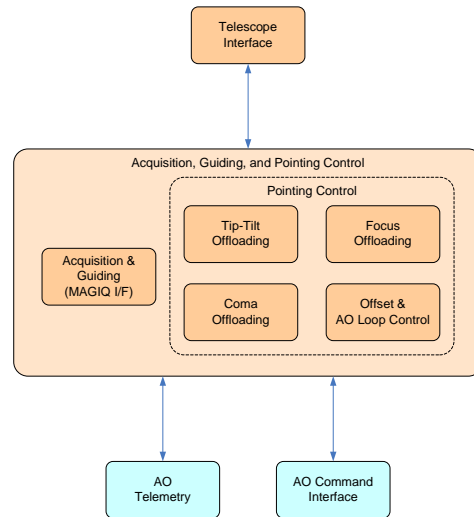 Telescope
Interface
Acquisition, Guiding, and Pointing Control
Pointing Control
Tip-Tilt
Offloading
Focus
Offloading
Acquisition &
Guiding
(MAGIQ I/F)
Coma
Offloading
Offset &
AO Loop Control
AO
Telemetry
AO Command
Interface